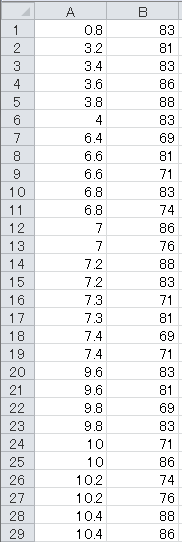 A B
1 0.8 83
2 3.2 81
3 3.4 83
4 3.6 86
5 3.8 88
6 4 83
7 6.4 69
8 6.6 81
9 6.6 71
10 6.8 83
11 6.8 74
12 7 86
13 7 76
14 7.2 88
15 7.2 83
16 7.3 71
17 7.3 81
18 7.4 69
19 7.4 71
20 9.6 83
21 9.6 81
22 9.8 69
23 9.8 83
24 10 71
25 10 86
26 10.2 74
27 10.2 76
28 10.4 88
29 10.4 86